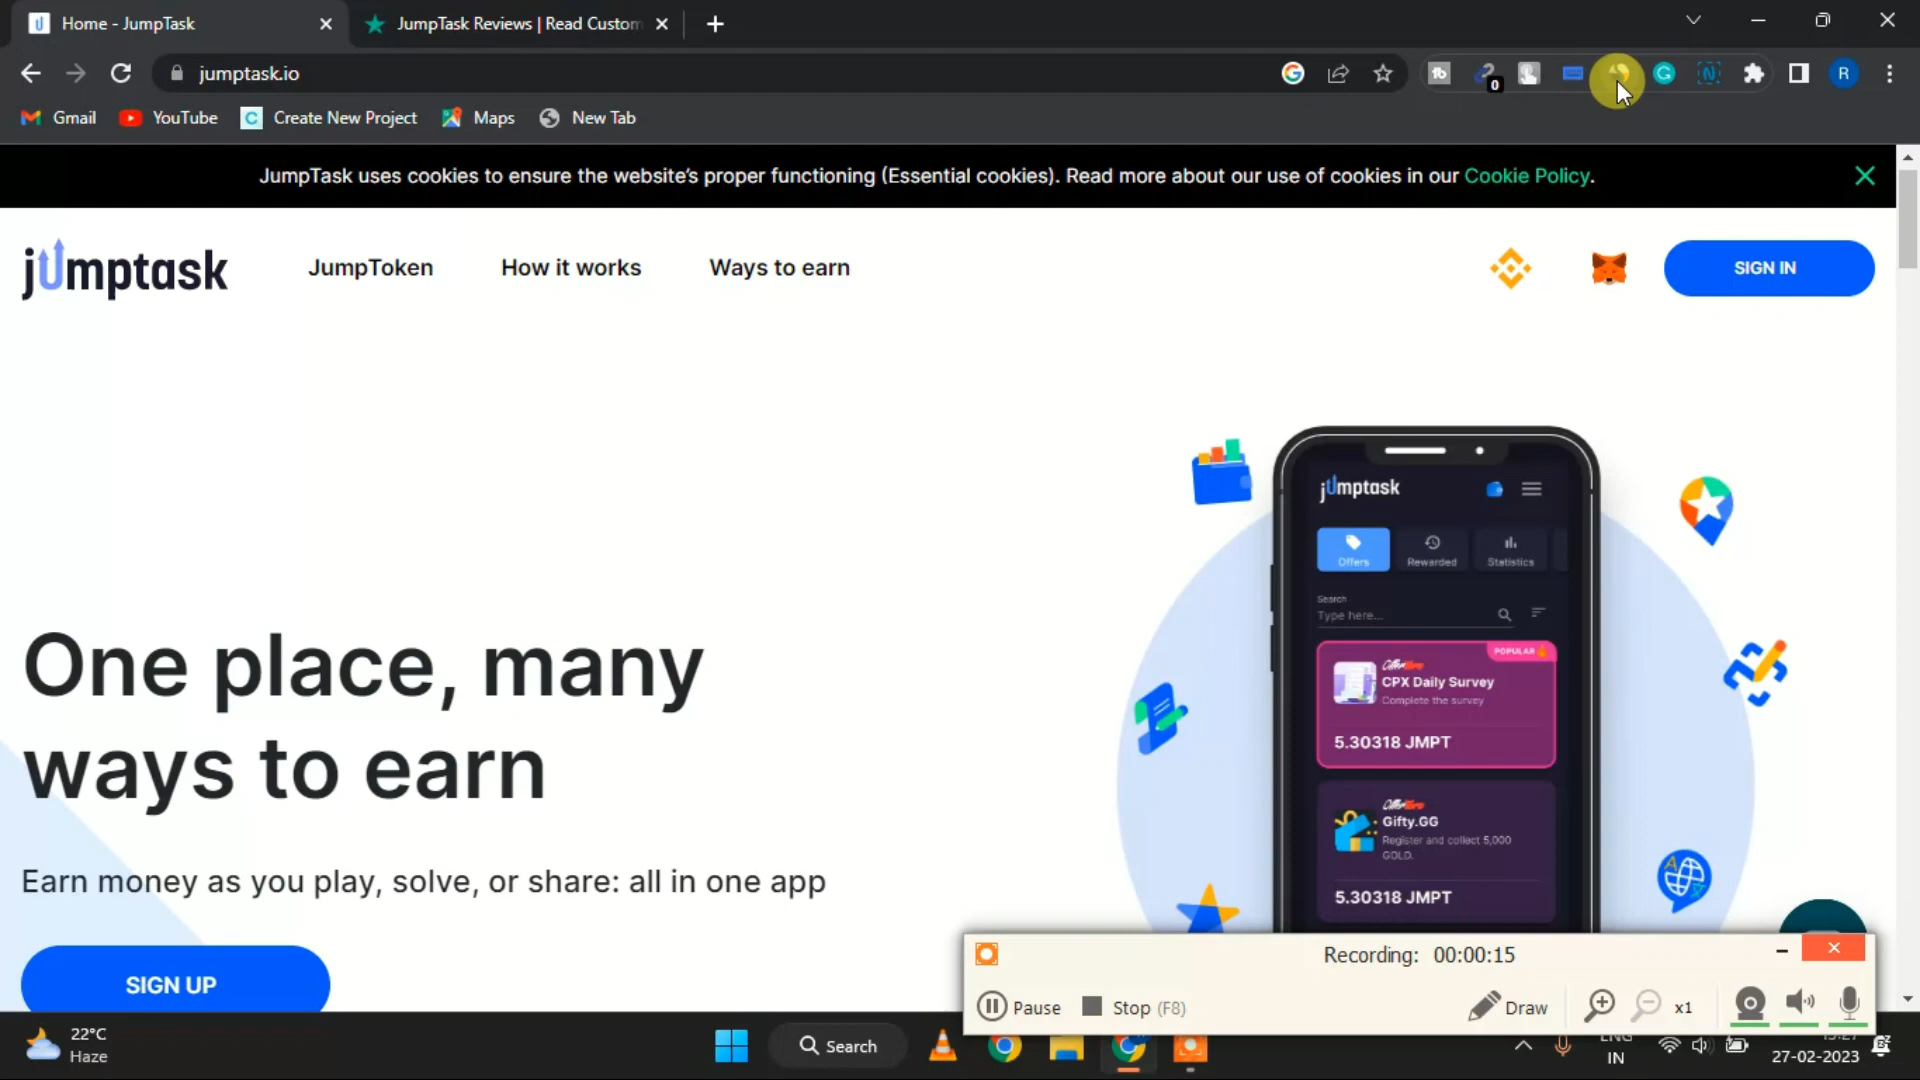 Home - JumpTask
JumpTask Reviews | Read Custom
jumptask.io
0
R
Gmail
YouTube
C
Create New Project
Maps
New Tab
JumpTask uses cookies to ensure the website's proper functioning (Essential cookies). Read more about our use of cookies in our Cookie Policy.
jumptask
JumpToken
How it works
Ways to earn
SIGN IN
One place, many
ways to earn
Earn money as you play, solve, or share: all in one app
SIGN UP
jumptask
Offers
Rewarded
Statistics
Search
Type here...
POPULAR
CPX Daily Survey
Complete the survey
5.30318 JMPT
Gifty.GG
Register and collect 5,000
GOLD.
5.30318 JMPT
Recording: 00:00:15
Pause
Stop (F8)
Draw
x1
22°C
Haze
Search
ENG
IN
27-02-2023